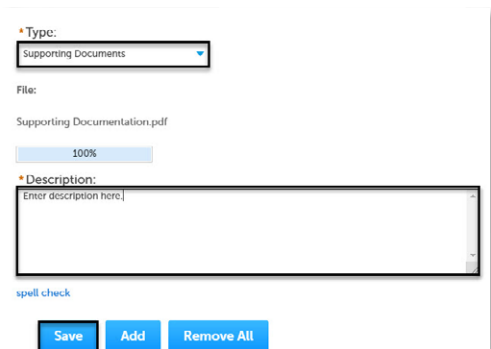 * Type:
Supporting Documents
File:
Supporting Documentation.pdf
100%
* Description:
Enter description here.
spell check
Save Add Remove All